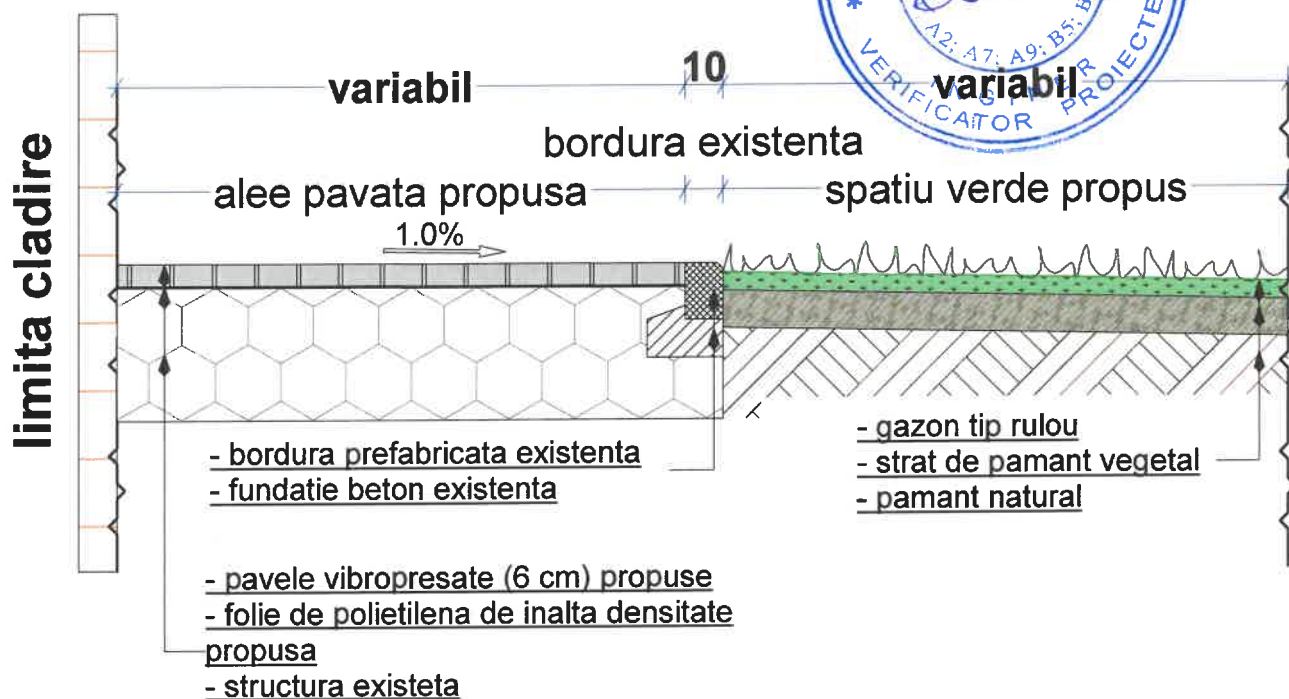 A2; A7; A9; B5;
INGINER
* VERIFICATOR PROIECTE
variabil
10
variabil
bordura existenta
alee pavata propusa
spatiu verde propus
1.0%
limita cladire
- bordura prefabricata existenta
- fundatie beton existenta
- gazon tip rulou
- strat de pamant vegetal
- pamant natural
- pavele vibropresate (6 cm) propuse
- folie de polietilena de inalta densitate
propusa
- structura existeta